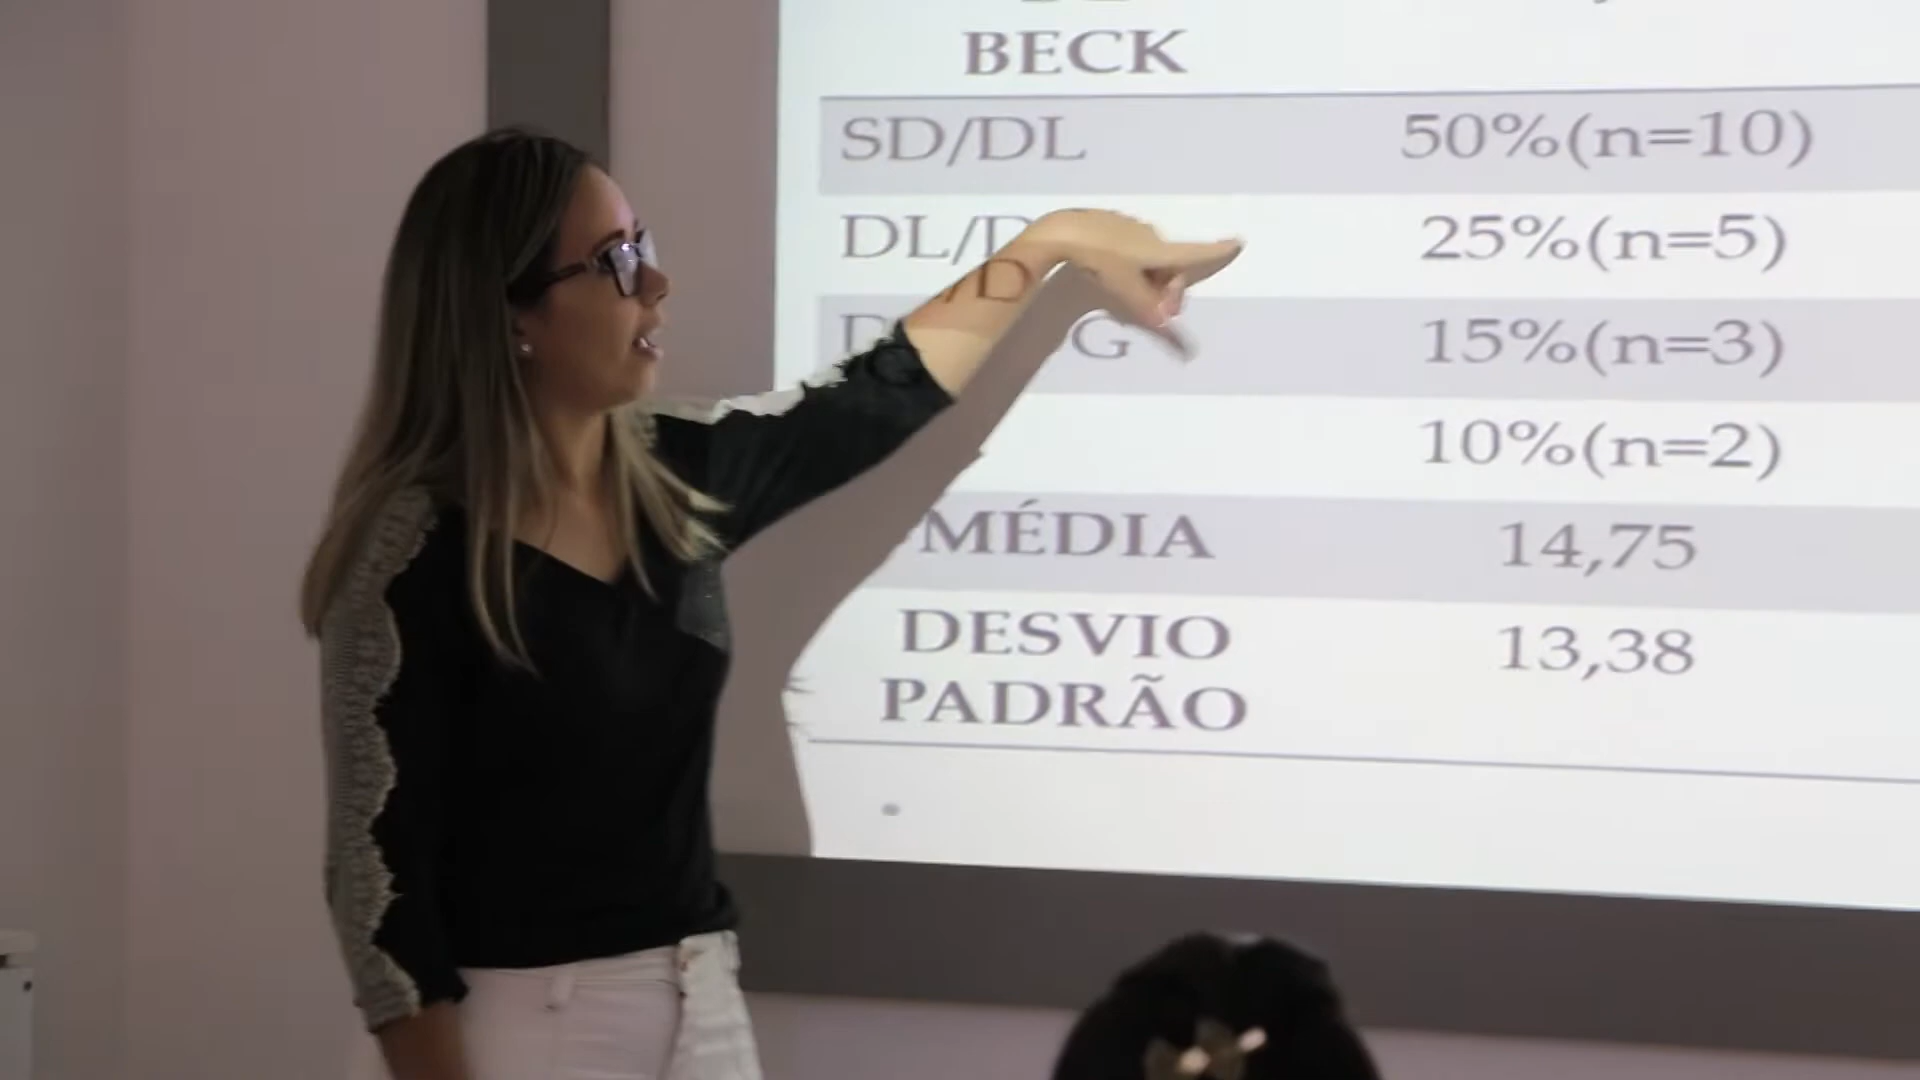 BECK
SD/DL 50%(n=10)
DL/D 25%(n=5)
15%(n=3)
10%(n=2)
MÉDIA 14,75
DESVIO 13,38
PADRÃO